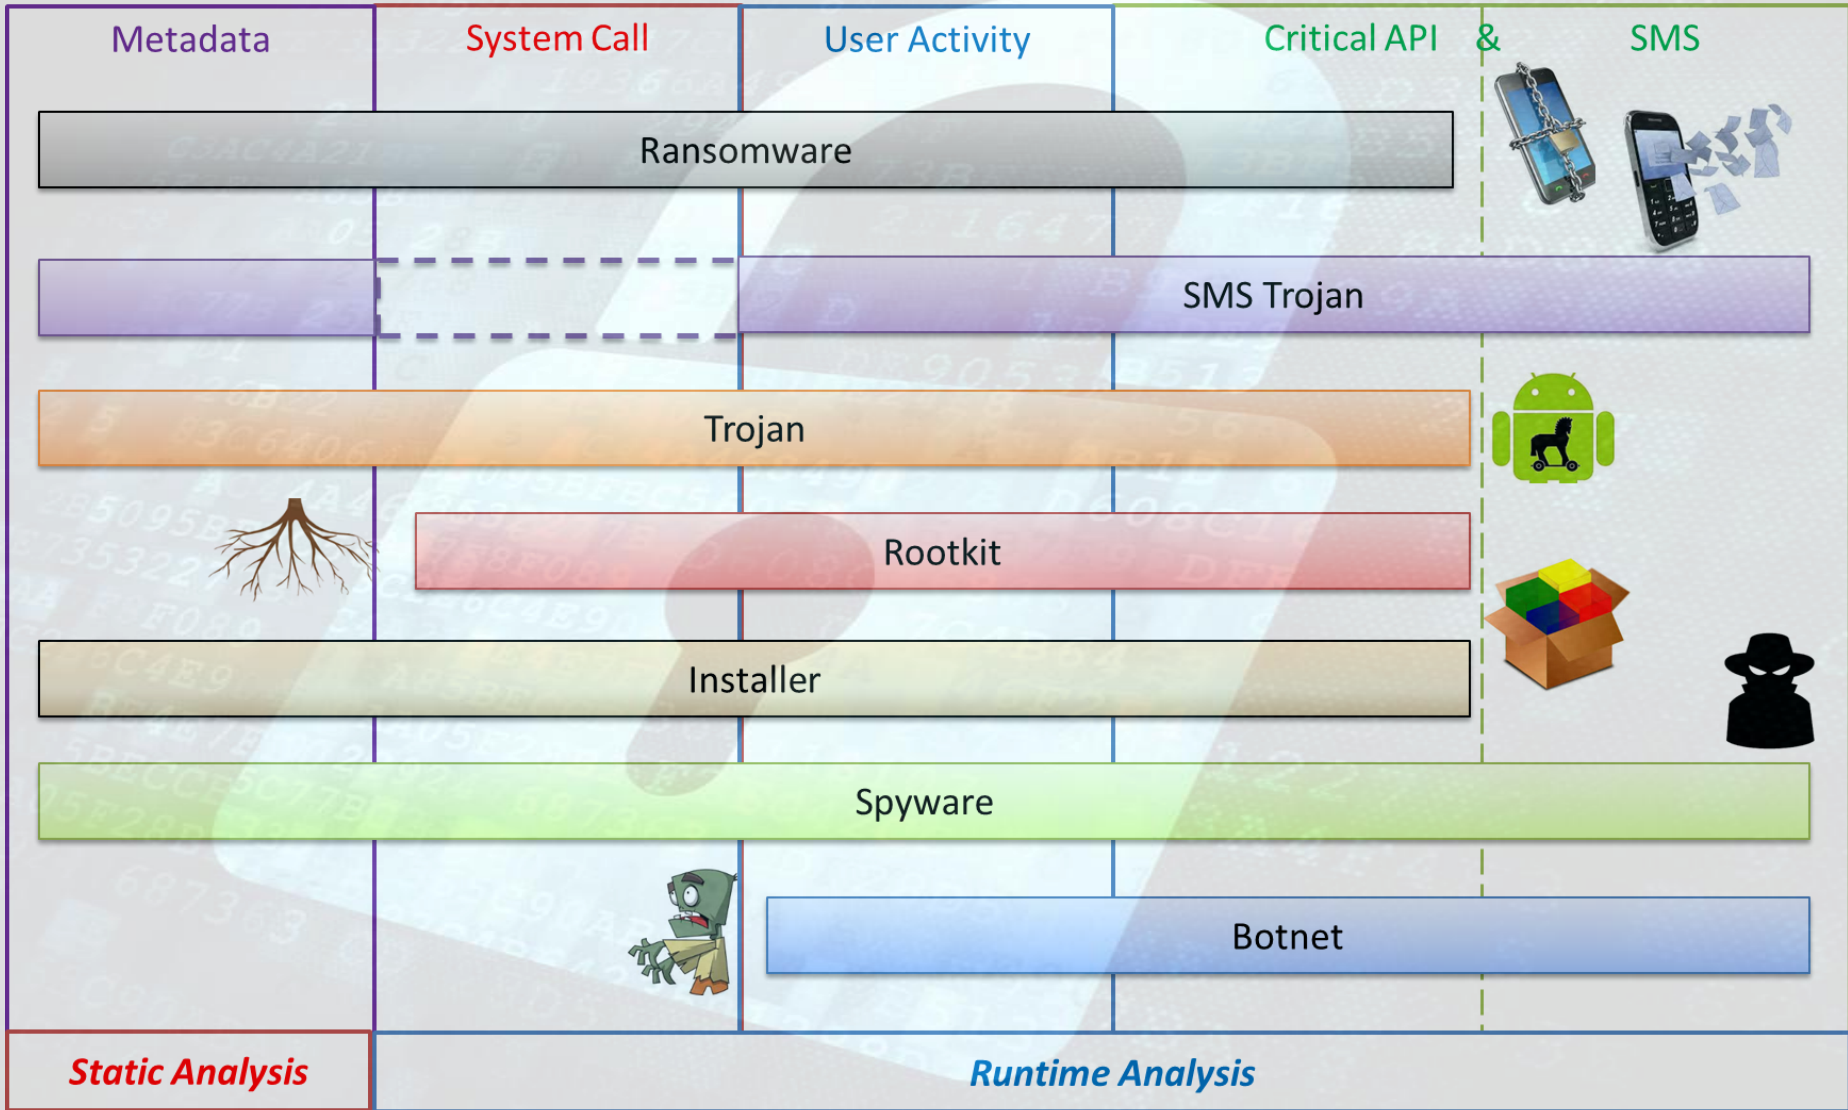 Metadata
System Call
User Activity
Critical API & SMS
Ransomware
SMS Trojan
Trojan
Rootkit
Installer
Spyware
Botnet
Static Analysis
Runtime Analysis